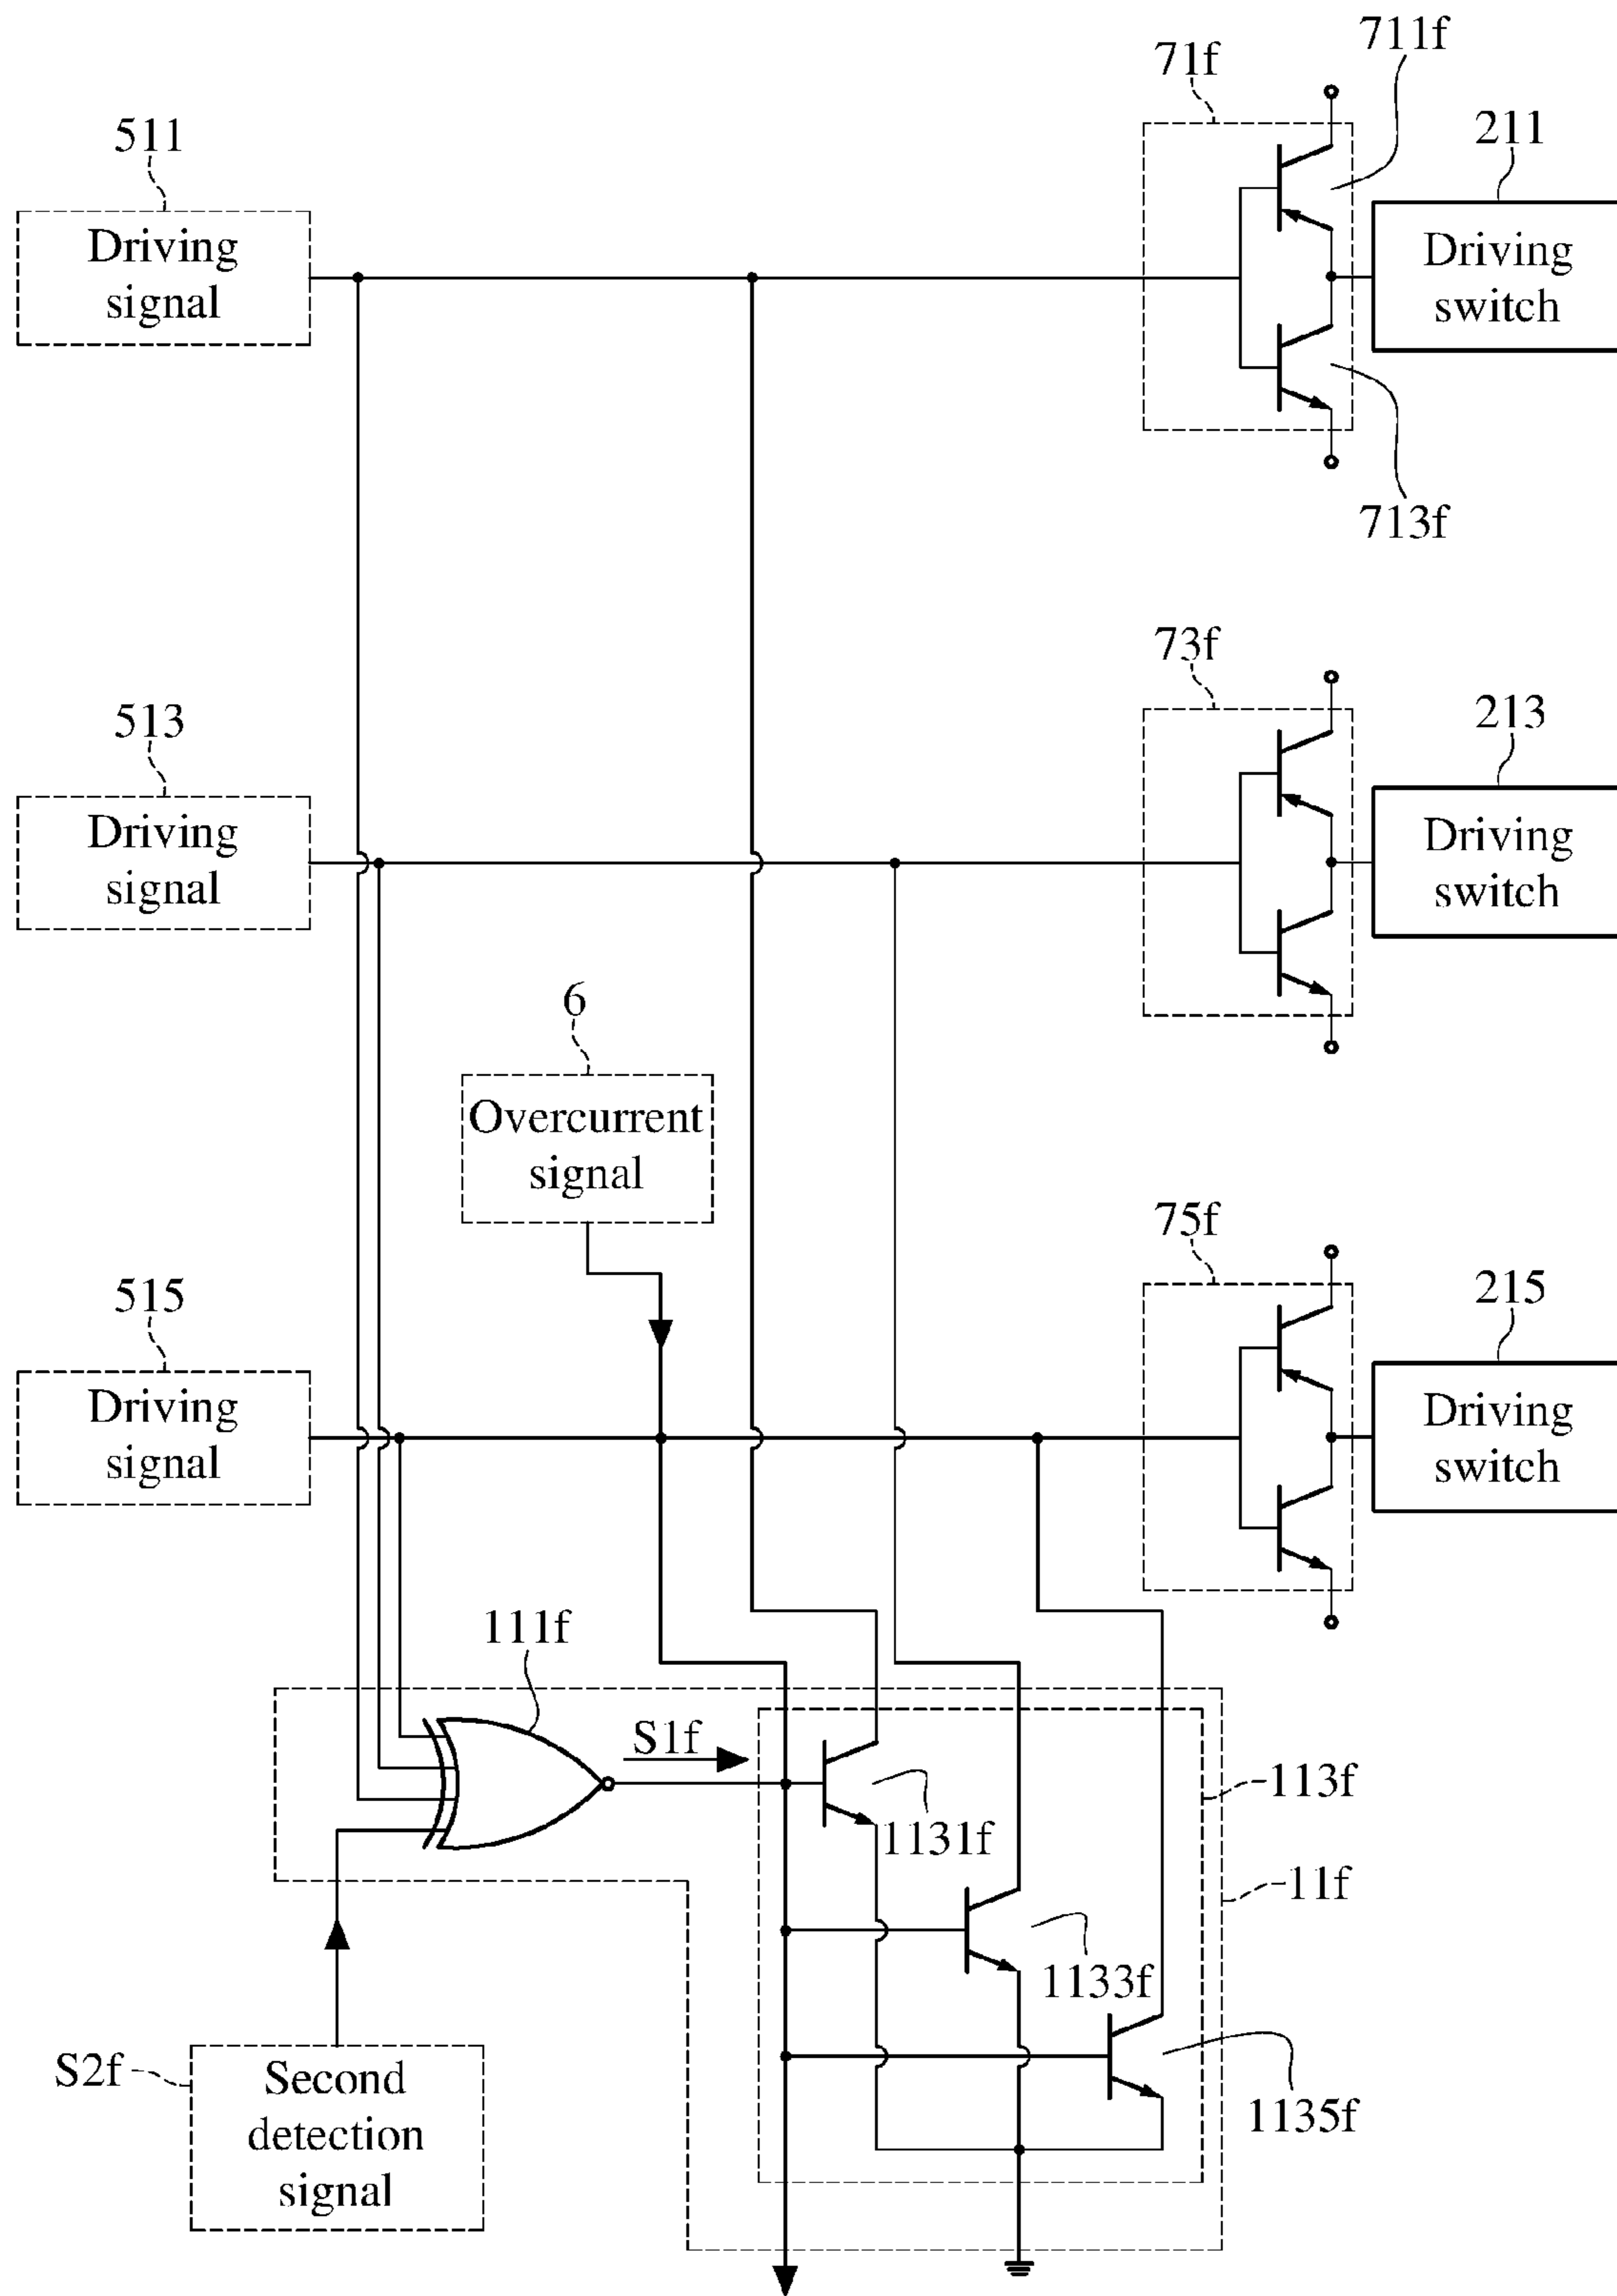 711f
71f
511
211
Driving
signal
Driving
switch
713f
73f
513
213
Driving
signal
Driving
switch
6
Overcurrent
signal
75f
515
215
Driving
signal
Driving
switch
111f
S1f
113f
1131f
11f
1133f
S2f
Second
detection
signal
1135f